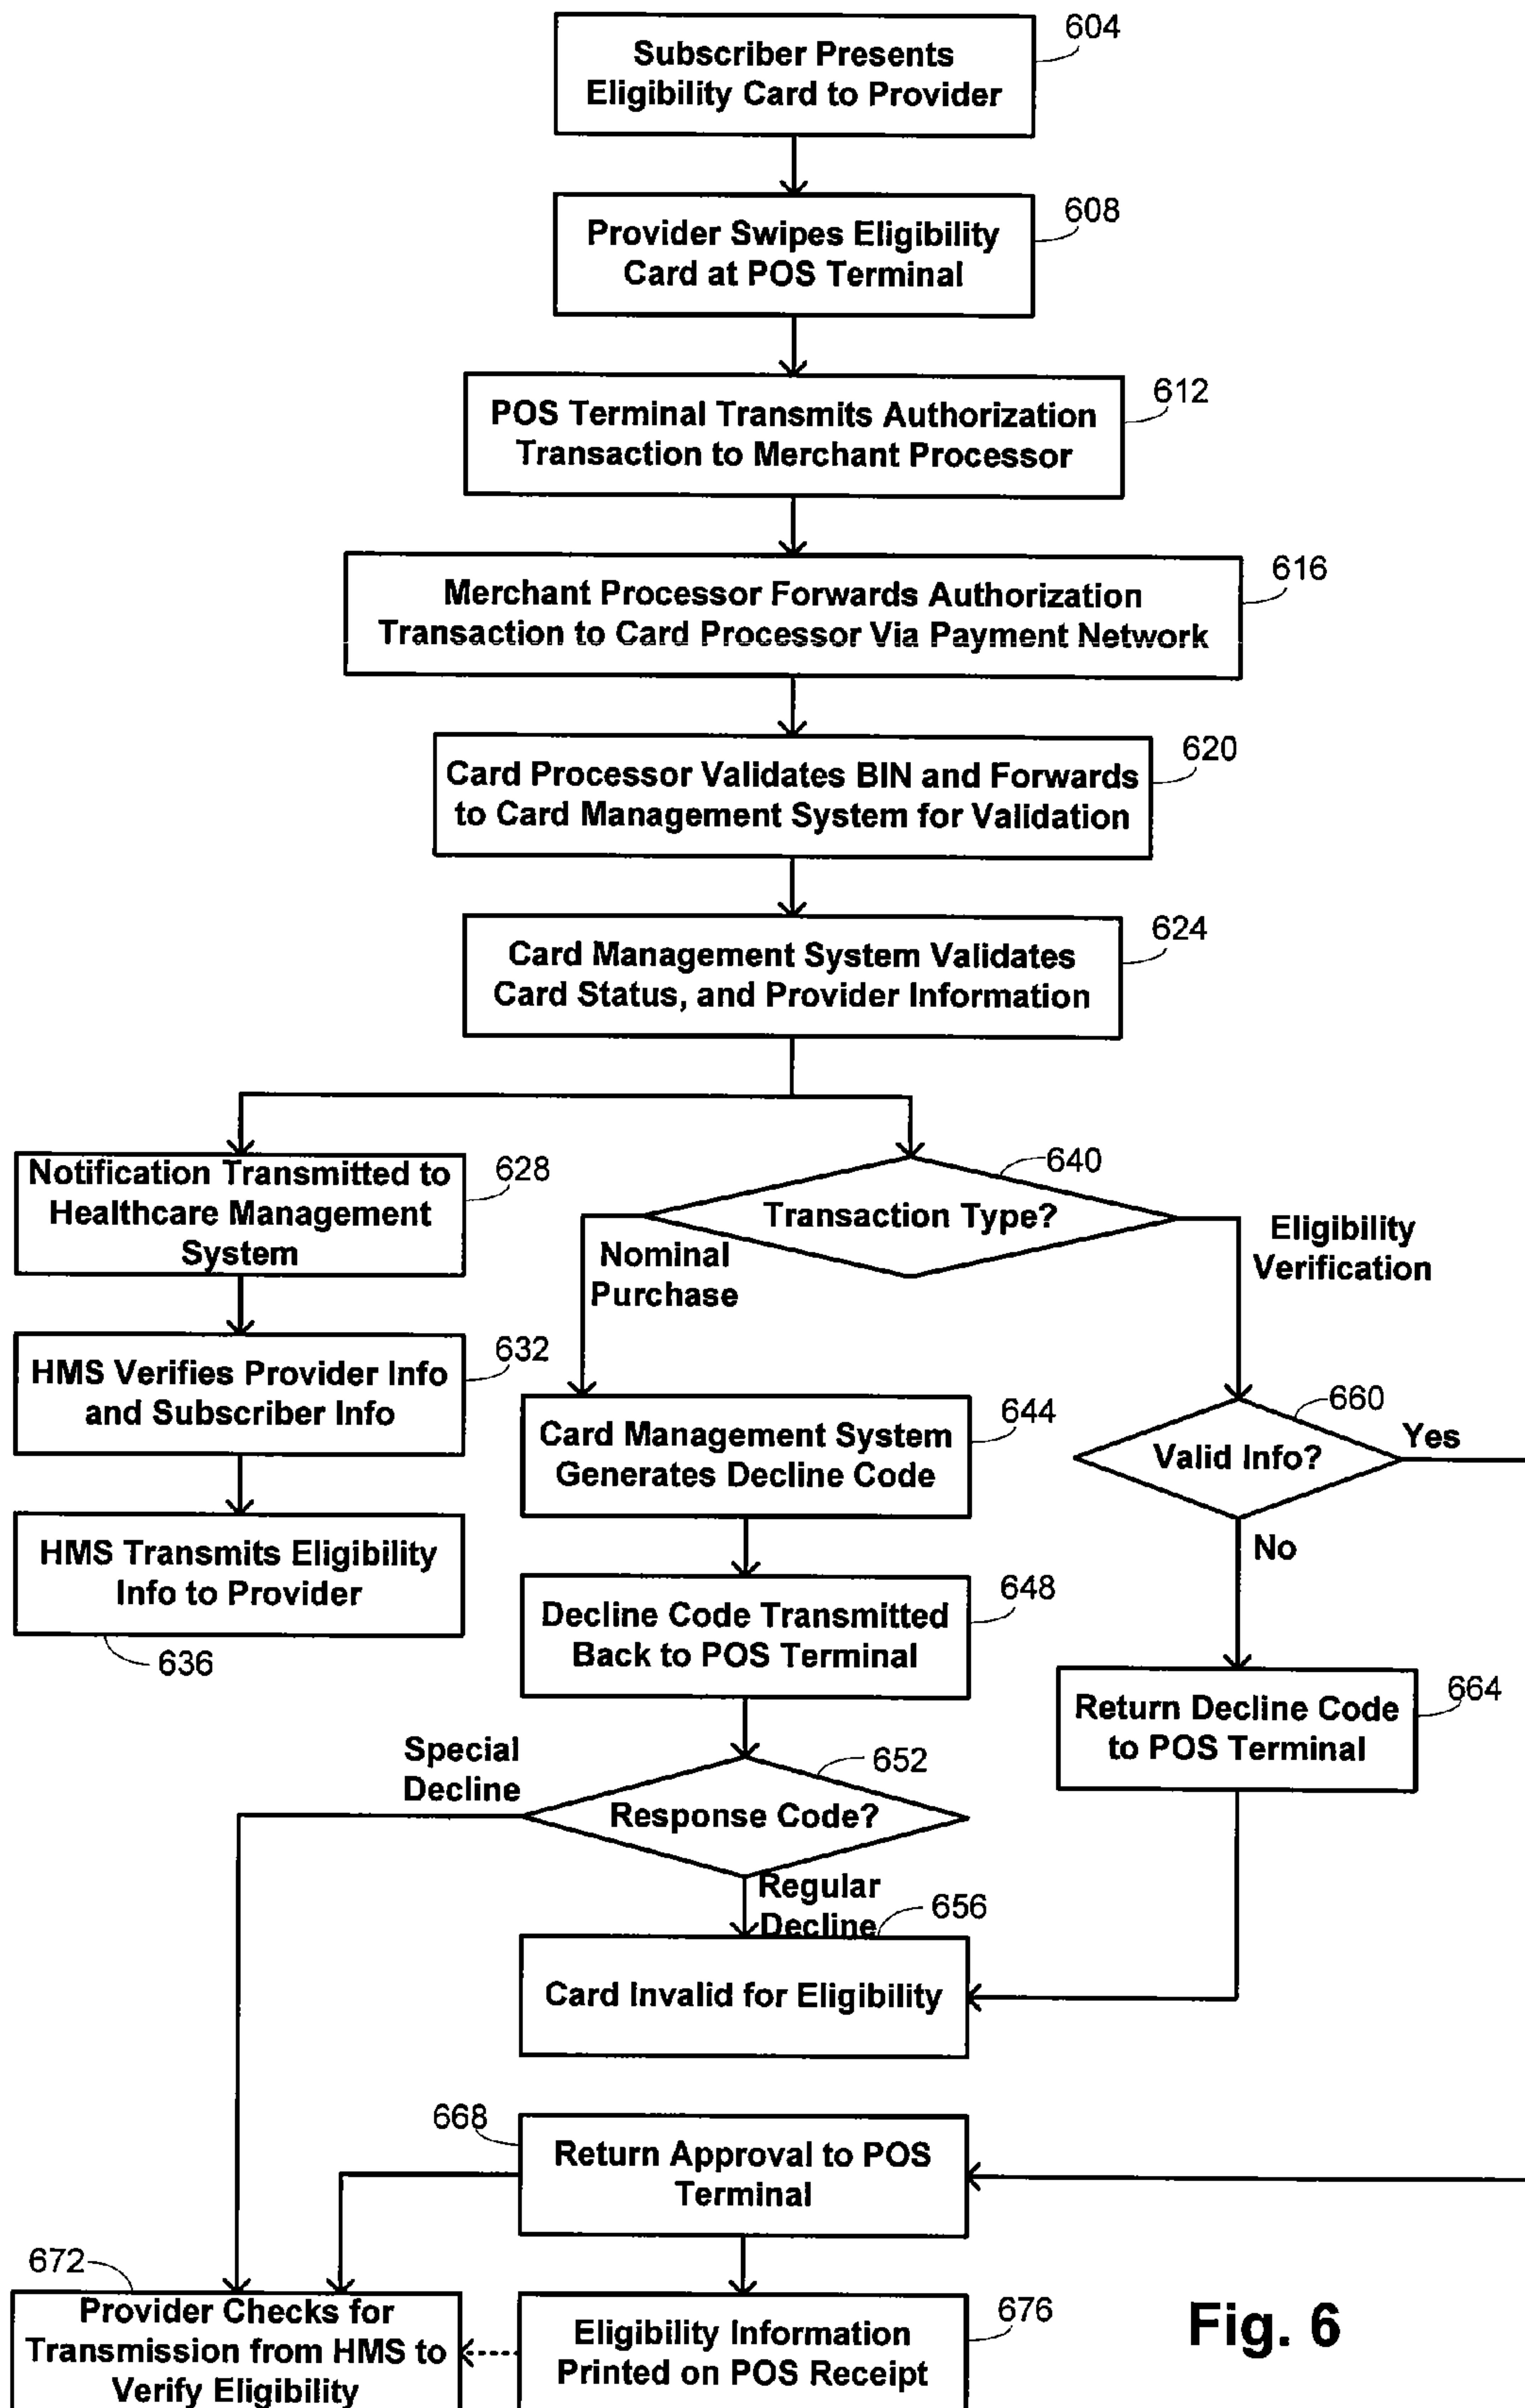 604
Subscriber Presents
Eligibility Card to Provider
608
Provider Swipes Eligibility
Card at POS Terminal
612
POS Terminal Transmits Authorization
Transaction to Merchant Processor
616
Merchant Processor Forwards Authorization
Transaction to Card Processor Via Payment Network
620
Card Processor Validates BIN and Forwards
to Card Management System for Validation
624
Card Management System Validates
Card Status, and Provider Information
628
Notification Transmitted to
Healthcare Management
System
632
HMS Verifies Provider Info
and Subscriber Info
HMS Transmits Eligibility
Info to Provider
636
640
Transaction Type?
Nominal
Purchase
Eligibility
Verification
644
Card Management System
Generates Decline Code
648
Decline Code Transmitted
Back to POS Terminal
652
Response Code?
Special
Decline
Regular
Decline
656
Card Invalid for Eligibility
660
Valid Info?
Yes
No
664
Return Decline Code
to POS Terminal
668
Return Approval to POS
Terminal
672
Provider Checks for
Transmission from HMS to
Verify Eligibility
676
Eligibility Information
Printed on POS Receipt
Fig. 6